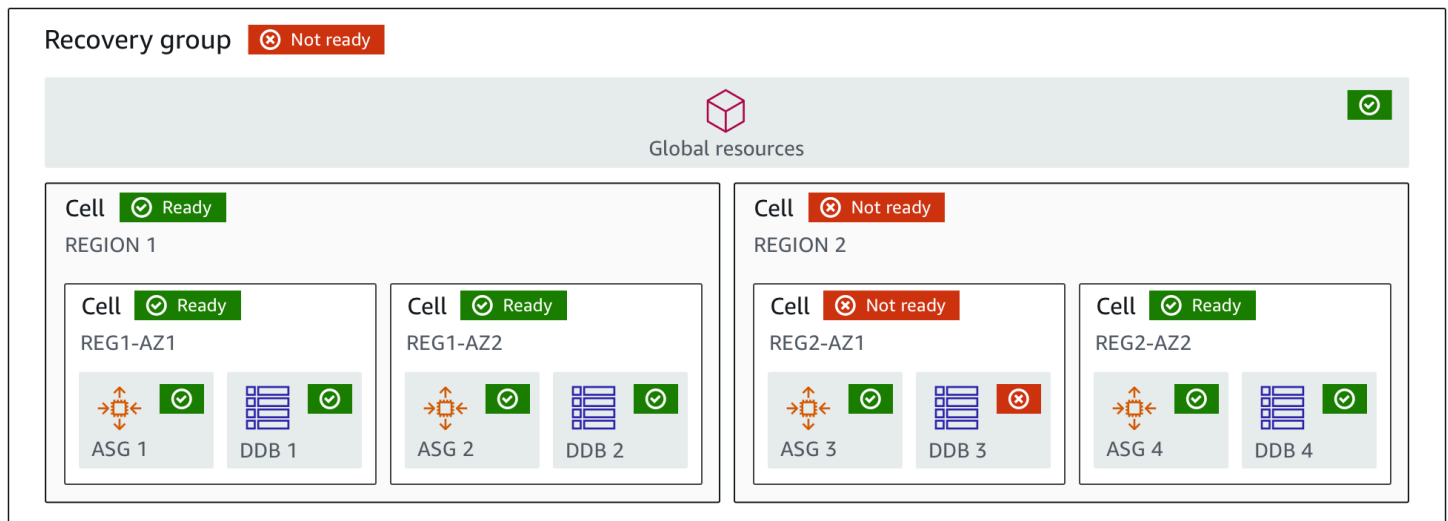 Recovery group Not ready
Global resources
Cell Ready
REGION 1
Cell Ready
REG1-AZ1
ASG 1
DDB 1
Cell Ready
REG1-AZ2
ASG 2
DDB 2
Cell Not ready
REGION 2
Cell Not ready
REG2-AZ1
ASG 3
DDB 3
Cell Ready
REG2-AZ2
ASG 4
DDB 4